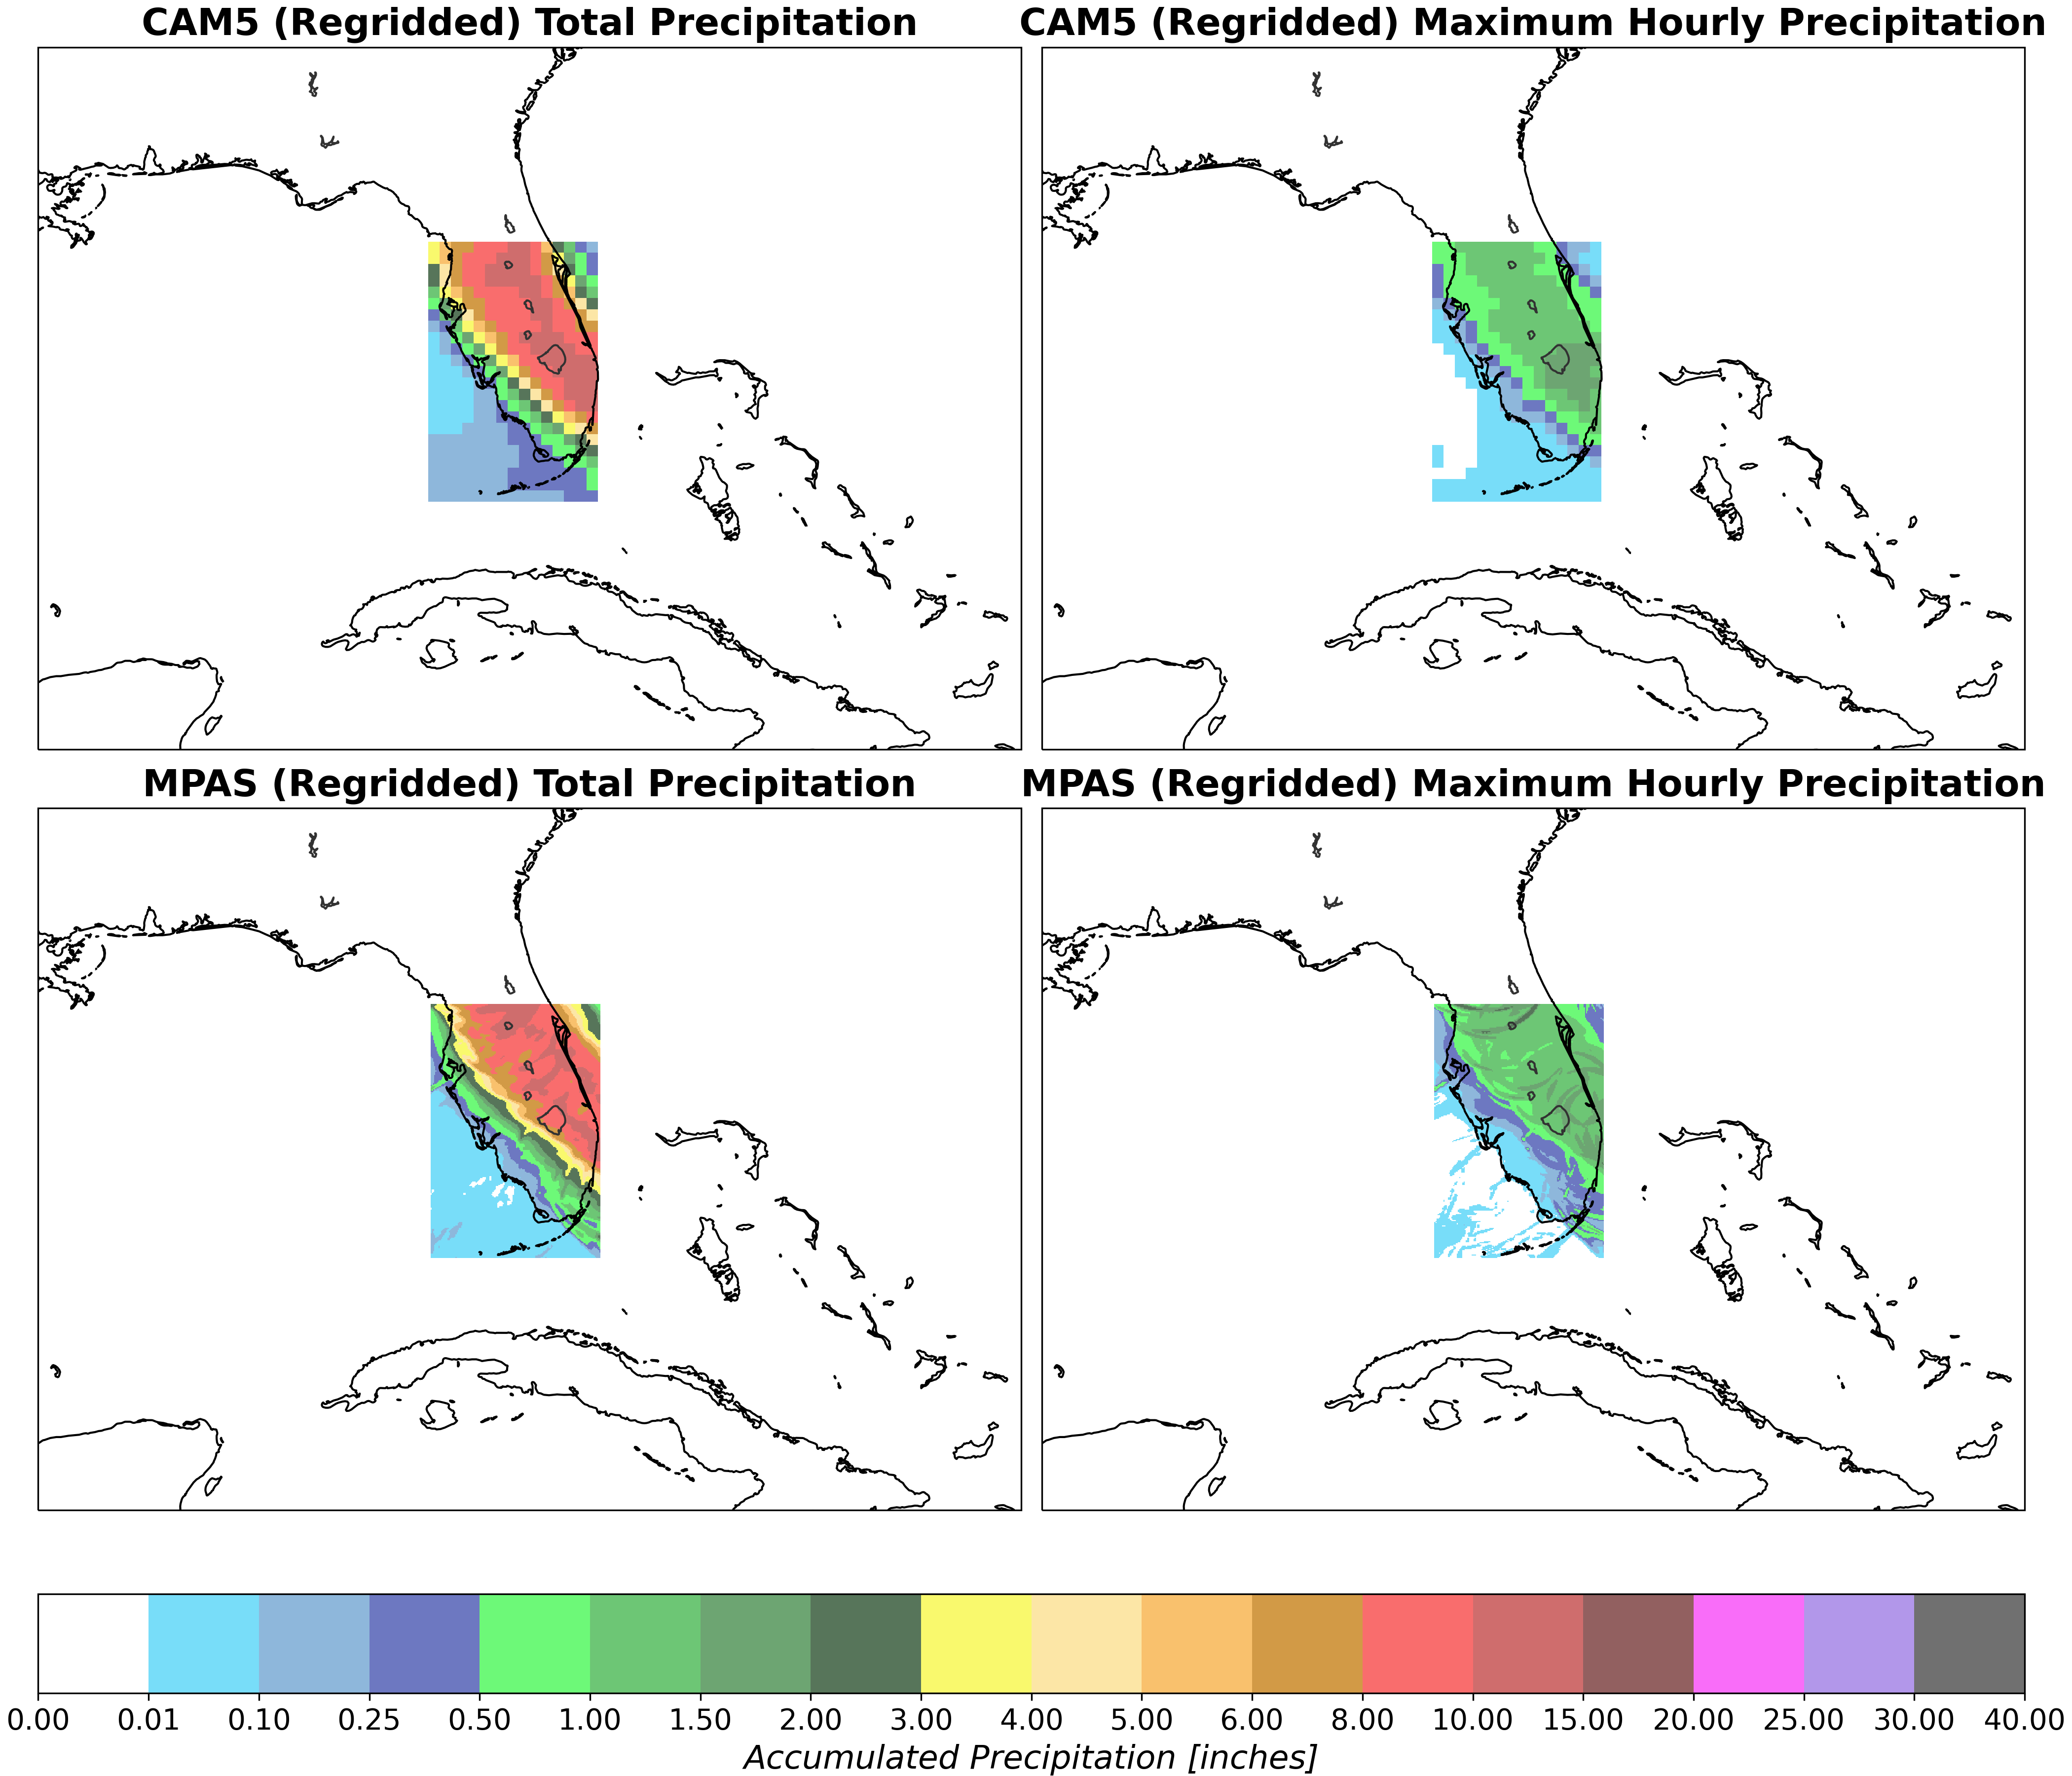 CAM5 (Regridded) Total Precipitation
CAM5 (Regridded) Maximum Hourly Precipitation
MPAS (Regridded) Total Precipitation
MPAS (Regridded) Maximum Hourly Precipitation
0.00 0.01 0.10 0.25 0.50 1.00 1.50 2.00 3.00 4.00 5.00 6.00 8.00 10.00 15.00 20.00 25.00 30.00 40.00
Accumulated Precipitation [inches]